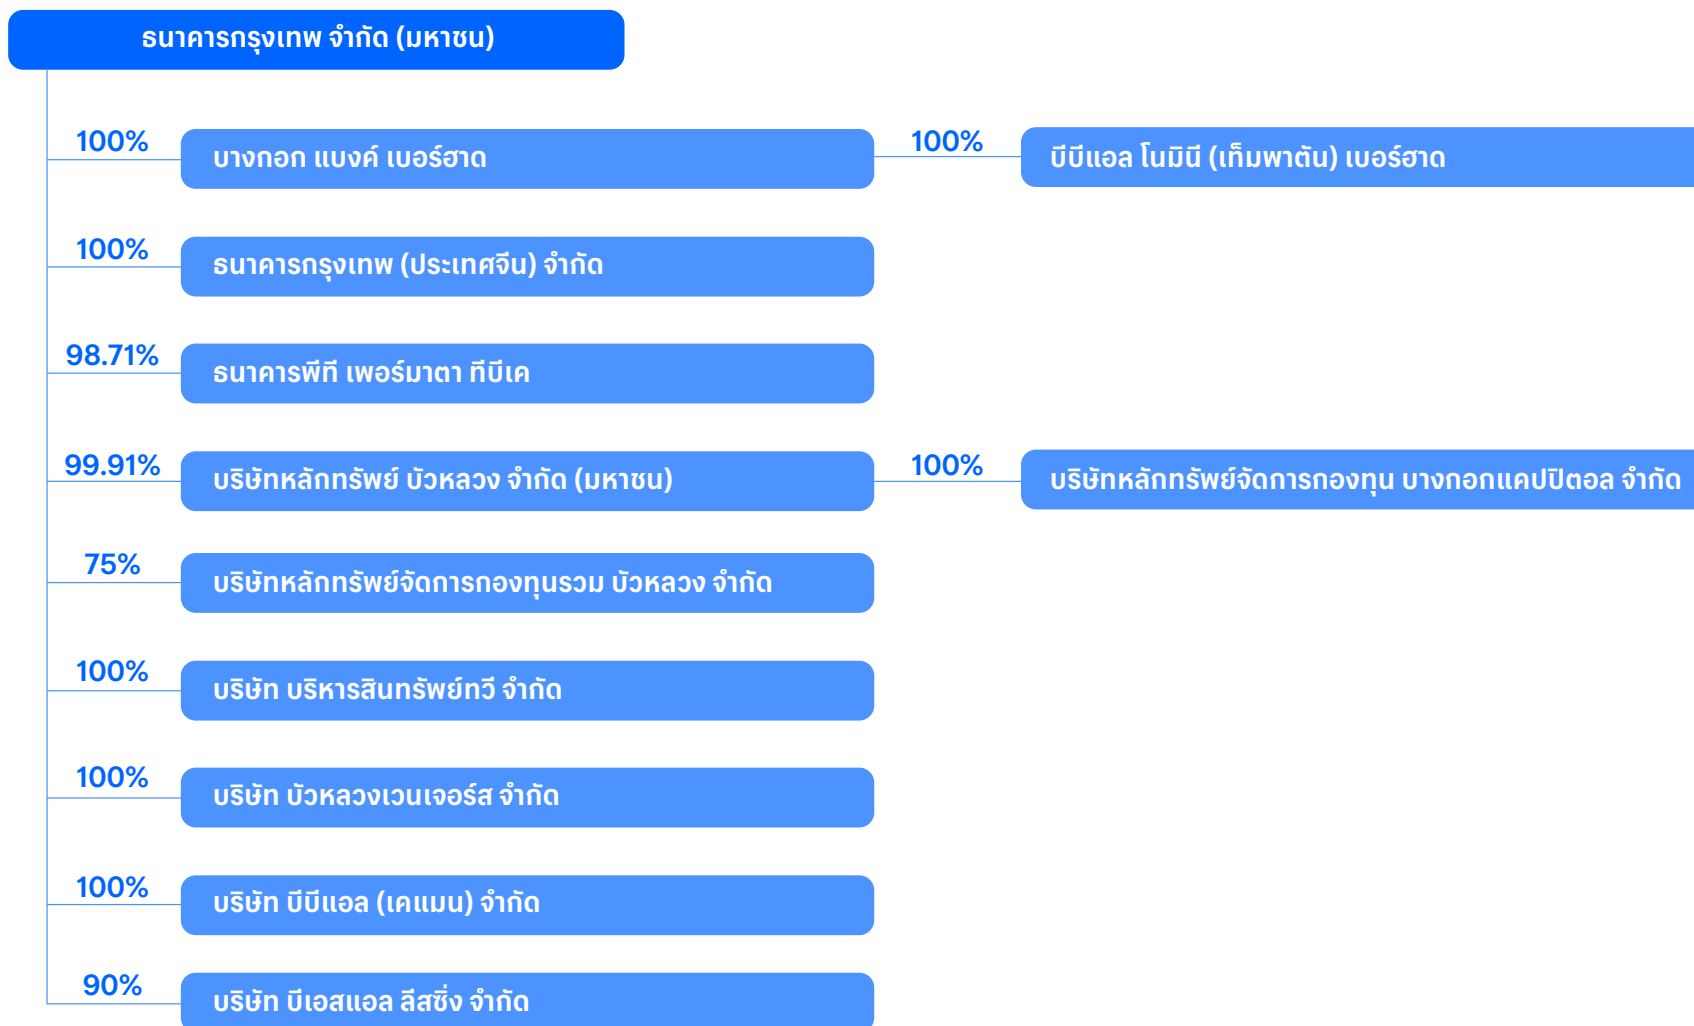 ธนาคารกรุงเทพ จำกัด (มหาชน)
100%
บางกอก แบงค์ เบอร์ฮาด
100%
บีบีแอล โนมินี (เท็มพาตัน) เบอร์ฮาด
100%
ธนาคารกรุงเทพ (ประเทศจีน) จำกัด
98.71%
ธนาคารพีที เพอร์มาตา ทีบีเค
99.91%
บริษัทหลักทรัพย์ บัวหลวง จำกัด (มหาชน)
100%
บริษัทหลักทรัพย์จัดการกองทุน บางกอกแคปปิตอล จำกัด
75%
บริษัทหลักทรัพย์จัดการกองทุนรวม บัวหลวง จำกัด
100%
บริษัท บริหารสินทรัพย์ทวี จำกัด
100%
บริษัท บัวหลวงเวนเจอร์ส จำกัด
100%
บริษัท บีบีแอล (เคแมน) จำกัด
90%
บริษัท บีเอสแอล ลีสซิ่ง จำกัด